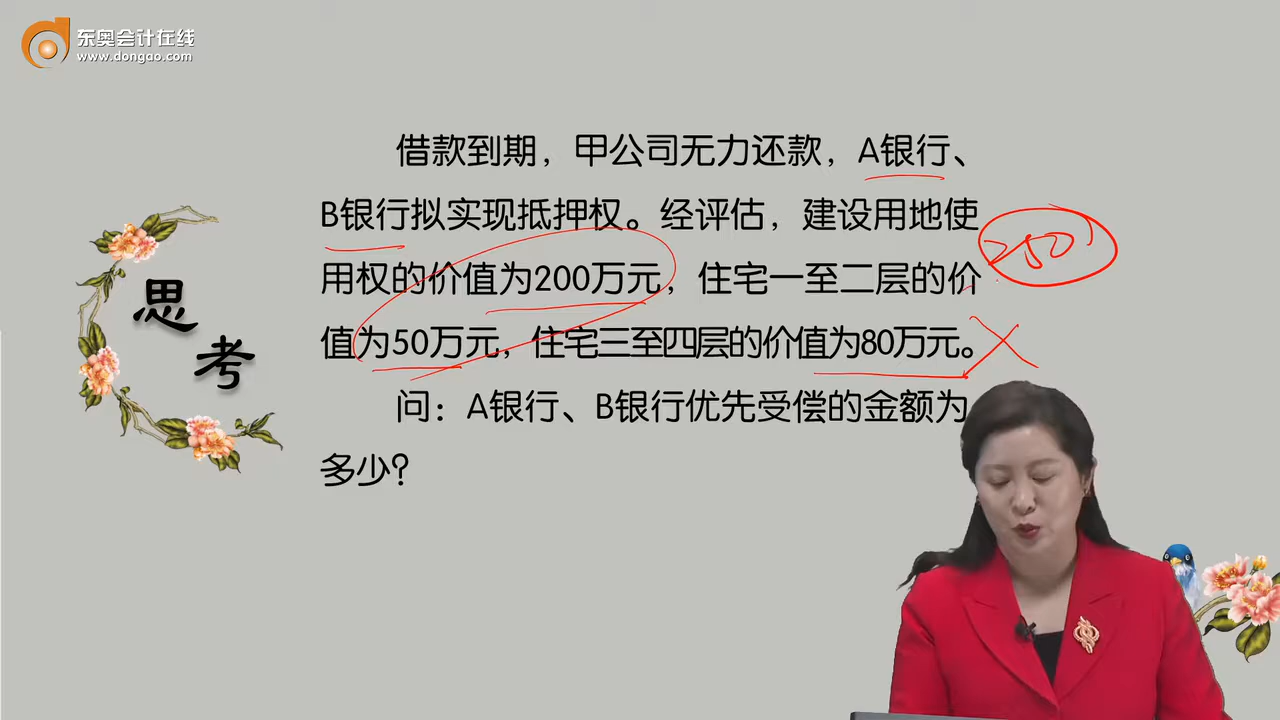 东奥会计在线
www.dongao.com
借款到期，甲公司无力还款，A银行、
B银行拟实现抵押权。经评估，建设用地使
用权的价值为200万元，住宅一至二层的价
值为50万元，住宅三至四层的价值为80万元。
问：A银行、B银行优先受偿的金额为
多少？
思考
250